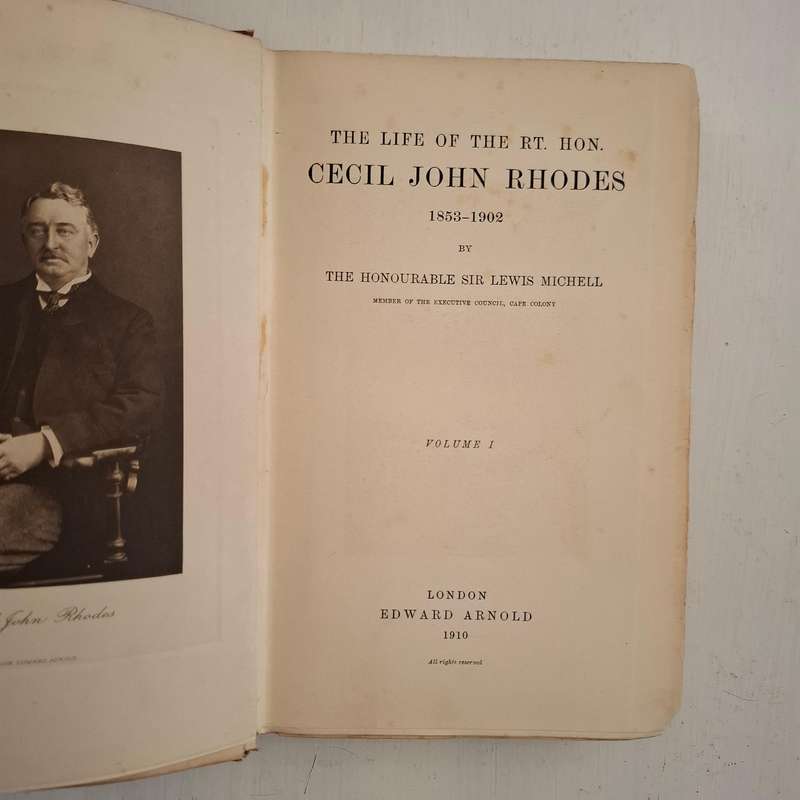 John Rhodes
THE LIFE OF THE RT. HON.
CECIL JOHN RHODES
1853–1902
BY
THE HONOURABLE SIR LEWIS MICHELL
MEMBER OF THE EXECUTIVE COUNCIL, CAPE COLONY
VOLUME I
LONDON
EDWARD ARNOLD
1910
All rights reserved